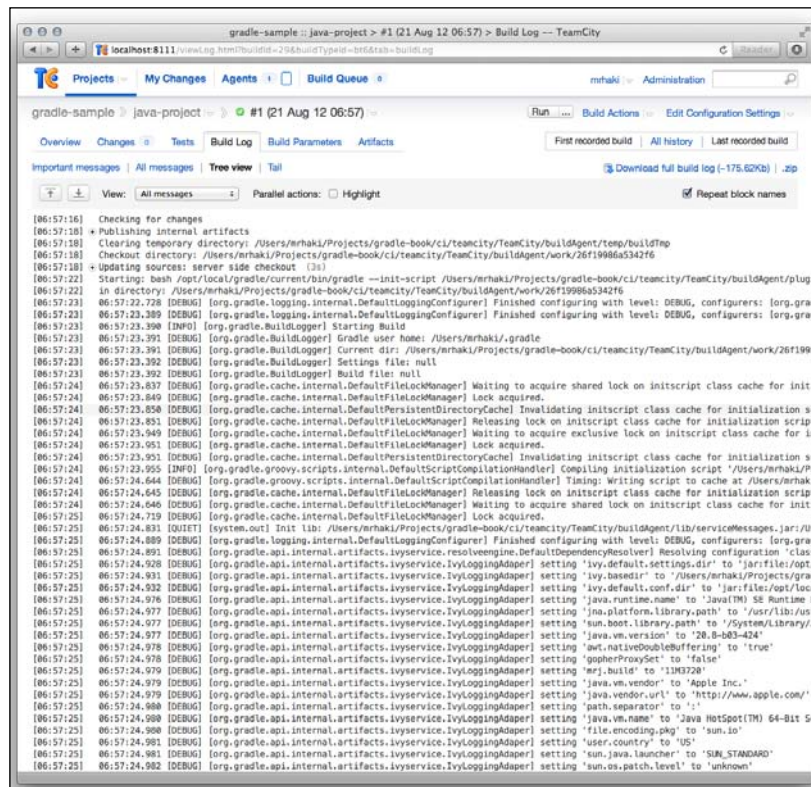 gradle-sample :: java-project > #1 (21 Aug 12 06:57) > Build Log -- TeamCity
localhost:8111/viewLog.html?buildId=29&buildTypeId=bt6&tab=buildLog
Reader
TC Projects My Changes Agents 1 Build Queue 0 mrhaki Administration
gradle-sample java-project #1 (21 Aug 12 06:57) Run ... Build Actions Edit Configuration Settings
Overview Changes 0 Tests Build Log Build Parameters Artifacts First recorded build All history Last recorded build
Important messages | All messages | Tree view | Tail Download full build log (~175.62Kb) | .zip
View: All messages Parallel actions: Highlight Repeat block names
[06:57:16] Checking for changes
[06:57:18] Publishing internal artifacts
[06:57:18] Clearing temporary directory: /Users/mrhaki/Projects/gradle-book/ci/teamcity/TeamCity/buildAgent/temp/buildTmp
[06:57:18] Checkout directory: /Users/mrhaki/Projects/gradle-book/ci/teamcity/TeamCity/buildAgent/work/26f19986a5342f6
[06:57:18] Updating sources: server side checkout (3s)
[06:57:22] Starting: bash /opt/local/gradle/current/bin/gradle --init-script /Users/mrhaki/Projects/gradle-book/ci/teamcity/TeamCity/buildAgent/plug
[06:57:22] in directory: /Users/mrhaki/Projects/gradle-book/ci/teamcity/TeamCity/buildAgent/work/26f19986a5342f6
[06:57:23] 06:57:22.728 [DEBUG] [org.gradle.logging.internal.DefaultLoggingConfigurer] Finished configuring with level: DEBUG, configurers: [org.gra
[06:57:23] 06:57:23.389 [DEBUG] [org.gradle.logging.internal.DefaultLoggingConfigurer] Finished configuring with level: DEBUG, configurers: [org.gra
[06:57:23] 06:57:23.390 [INFO] [org.gradle.BuildLogger] Starting Build
[06:57:23] 06:57:23.391 [DEBUG] [org.gradle.BuildLogger] Gradle user home: /Users/mrhaki/.gradle
[06:57:23] 06:57:23.391 [DEBUG] [org.gradle.BuildLogger] Current dir: /Users/mrhaki/Projects/gradle-book/ci/teamcity/TeamCity/buildAgent/work/26f199
[06:57:23] 06:57:23.392 [DEBUG] [org.gradle.BuildLogger] Settings file: null
[06:57:23] 06:57:23.392 [DEBUG] [org.gradle.BuildLogger] Build file: null
[06:57:24] 06:57:23.837 [DEBUG] [org.gradle.cache.internal.DefaultFileLockManager] Waiting to acquire shared lock on initscript class cache for init
[06:57:24] 06:57:23.849 [DEBUG] [org.gradle.cache.internal.DefaultFileLockManager] Lock acquired.
[06:57:24] 06:57:23.850 [DEBUG] [org.gradle.cache.internal.DefaultPersistentDirectoryCache] Invalidating initscript class cache for initialization s
[06:57:24] 06:57:23.851 [DEBUG] [org.gradle.cache.internal.DefaultFileLockManager] Releasing lock on initscript class cache for initialization scrip
[06:57:24] 06:57:23.949 [DEBUG] [org.gradle.cache.internal.DefaultFileLockManager] Waiting to acquire exclusive lock on initscript class cache for i
[06:57:24] 06:57:23.951 [DEBUG] [org.gradle.cache.internal.DefaultFileLockManager] Lock acquired.
[06:57:24] 06:57:23.951 [DEBUG] [org.gradle.cache.internal.DefaultPersistentDirectoryCache] Invalidating initscript class cache for initialization s
[06:57:24] 06:57:23.955 [INFO] [org.gradle.groovy.scripts.internal.DefaultScriptCompilationHandler] Compiling initialization script '/Users/mrhaki/P
[06:57:24] 06:57:24.644 [DEBUG] [org.gradle.groovy.scripts.internal.DefaultScriptCompilationHandler] Timing: Writing script to cache at /Users/mrhak
[06:57:24] 06:57:24.645 [DEBUG] [org.gradle.cache.internal.DefaultFileLockManager] Releasing lock on initscript class cache for initialization scrip
[06:57:24] 06:57:24.646 [DEBUG] [org.gradle.cache.internal.DefaultFileLockManager] Waiting to acquire shared lock on initscript class cache for init
[06:57:25] 06:57:24.719 [DEBUG] [org.gradle.cache.internal.DefaultFileLockManager] Lock acquired.
[06:57:25] 06:57:24.831 [QUIET] [system.out] Init lib: /Users/mrhaki/Projects/gradle-book/ci/teamcity/TeamCity/buildAgent/lib/serviceMessages.jar:/U
[06:57:25] 06:57:24.889 [DEBUG] [org.gradle.logging.internal.DefaultLoggingConfigurer] Finished configuring with level: DEBUG, configurers: [org.gra
[06:57:25] 06:57:24.891 [DEBUG] [org.gradle.api.internal.artifacts.ivyservice.resolveengine.DefaultDependencyResolver] Resolving configuration 'clas
[06:57:25] 06:57:24.928 [DEBUG] [org.gradle.api.internal.artifacts.ivyservice.IvyLoggingAdaper] setting 'ivy.default.settings.dir' to 'jar:file:/opt
[06:57:25] 06:57:24.931 [DEBUG] [org.gradle.api.internal.artifacts.ivyservice.IvyLoggingAdaper] setting 'ivy.basedir' to '/Users/mrhaki/Projects/gra
[06:57:25] 06:57:24.932 [DEBUG] [org.gradle.api.internal.artifacts.ivyservice.IvyLoggingAdaper] setting 'ivy.default.conf.dir' to 'jar:file:/opt/loc
[06:57:25] 06:57:24.976 [DEBUG] [org.gradle.api.internal.artifacts.ivyservice.IvyLoggingAdaper] setting 'java.runtime.name' to 'Java(TM) SE Runtime
[06:57:25] 06:57:24.977 [DEBUG] [org.gradle.api.internal.artifacts.ivyservice.IvyLoggingAdaper] setting 'jna.platform.library.path' to '/usr/lib:/us
[06:57:25] 06:57:24.977 [DEBUG] [org.gradle.api.internal.artifacts.ivyservice.IvyLoggingAdaper] setting 'sun.boot.library.path' to '/System/Library/
[06:57:25] 06:57:24.977 [DEBUG] [org.gradle.api.internal.artifacts.ivyservice.IvyLoggingAdaper] setting 'java.vm.version' to '20.8-b03-424'
[06:57:25] 06:57:24.978 [DEBUG] [org.gradle.api.internal.artifacts.ivyservice.IvyLoggingAdaper] setting 'awt.nativeDoubleBuffering' to 'true'
[06:57:25] 06:57:24.978 [DEBUG] [org.gradle.api.internal.artifacts.ivyservice.IvyLoggingAdaper] setting 'gopherProxySet' to 'false'
[06:57:25] 06:57:24.979 [DEBUG] [org.gradle.api.internal.artifacts.ivyservice.IvyLoggingAdaper] setting 'mrj.build' to '11M3720'
[06:57:25] 06:57:24.979 [DEBUG] [org.gradle.api.internal.artifacts.ivyservice.IvyLoggingAdaper] setting 'java.vm.vendor' to 'Apple Inc.'
[06:57:25] 06:57:24.979 [DEBUG] [org.gradle.api.internal.artifacts.ivyservice.IvyLoggingAdaper] setting 'java.vendor.url' to 'http://www.apple.com/'
[06:57:25] 06:57:24.980 [DEBUG] [org.gradle.api.internal.artifacts.ivyservice.IvyLoggingAdaper] setting 'path.separator' to ':'
[06:57:25] 06:57:24.980 [DEBUG] [org.gradle.api.internal.artifacts.ivyservice.IvyLoggingAdaper] setting 'java.vm.name' to 'Java HotSpot(TM) 64-Bit S
[06:57:25] 06:57:24.980 [DEBUG] [org.gradle.api.internal.artifacts.ivyservice.IvyLoggingAdaper] setting 'file.encoding.pkg' to 'sun.io'
[06:57:25] 06:57:24.981 [DEBUG] [org.gradle.api.internal.artifacts.ivyservice.IvyLoggingAdaper] setting 'user.country' to 'US'
[06:57:25] 06:57:24.981 [DEBUG] [org.gradle.api.internal.artifacts.ivyservice.IvyLoggingAdaper] setting 'sun.java.launcher' to 'SUN_STANDARD'
[06:57:25] 06:57:24.982 [DEBUG] [org.gradle.api.internal.artifacts.ivyservice.IvyLoggingAdaper] setting 'sun.os.patch.level' to 'unknown'